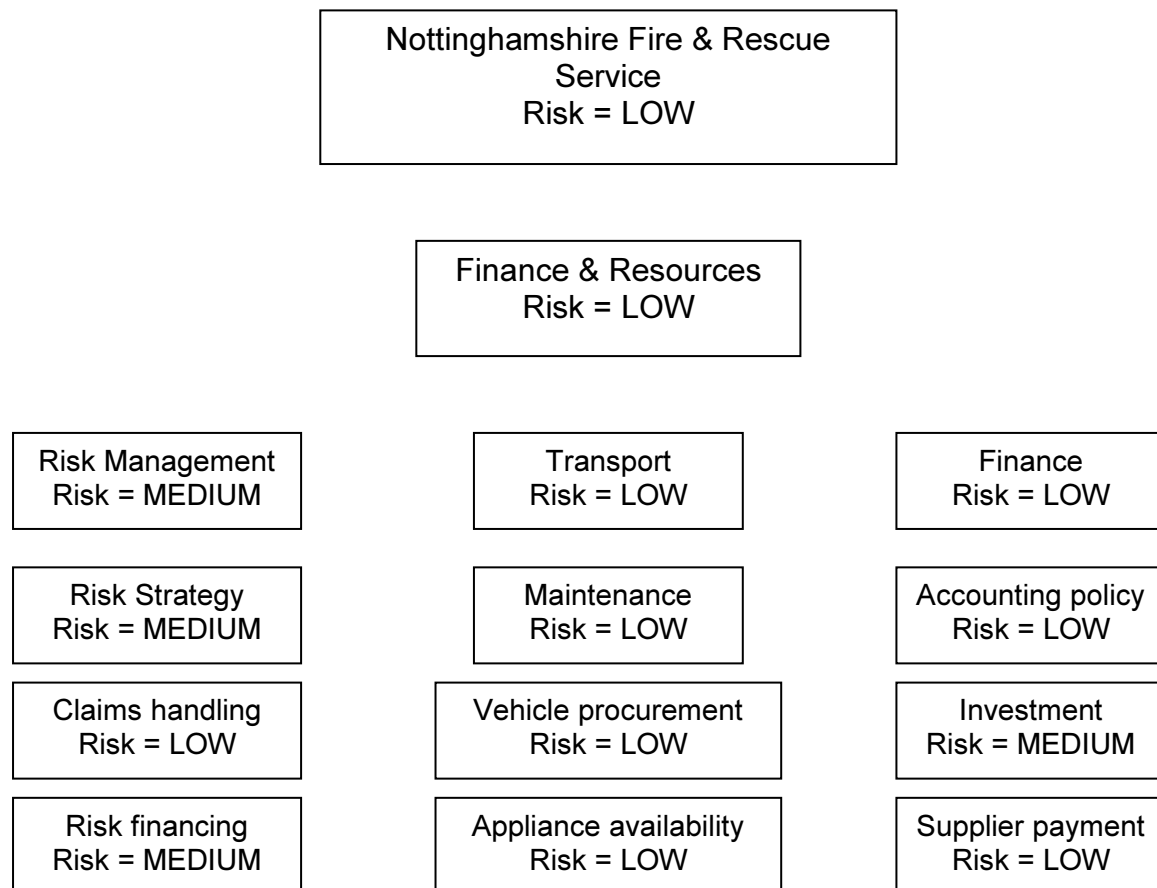 Nottinghamshire Fire & Rescue
Service
Risk = LOW
Finance & Resources
Risk = LOW
Risk Management
Risk = MEDIUM
Transport
Risk = LOW
Finance
Risk = LOW
Risk Strategy
Risk = MEDIUM
Maintenance
Risk = LOW
Accounting policy
Risk = LOW
Claims handling
Risk = LOW
Vehicle procurement
Risk = LOW
Investment
Risk = MEDIUM
Risk financing
Risk = MEDIUM
Appliance availability
Risk = LOW
Supplier payment
Risk = LOW